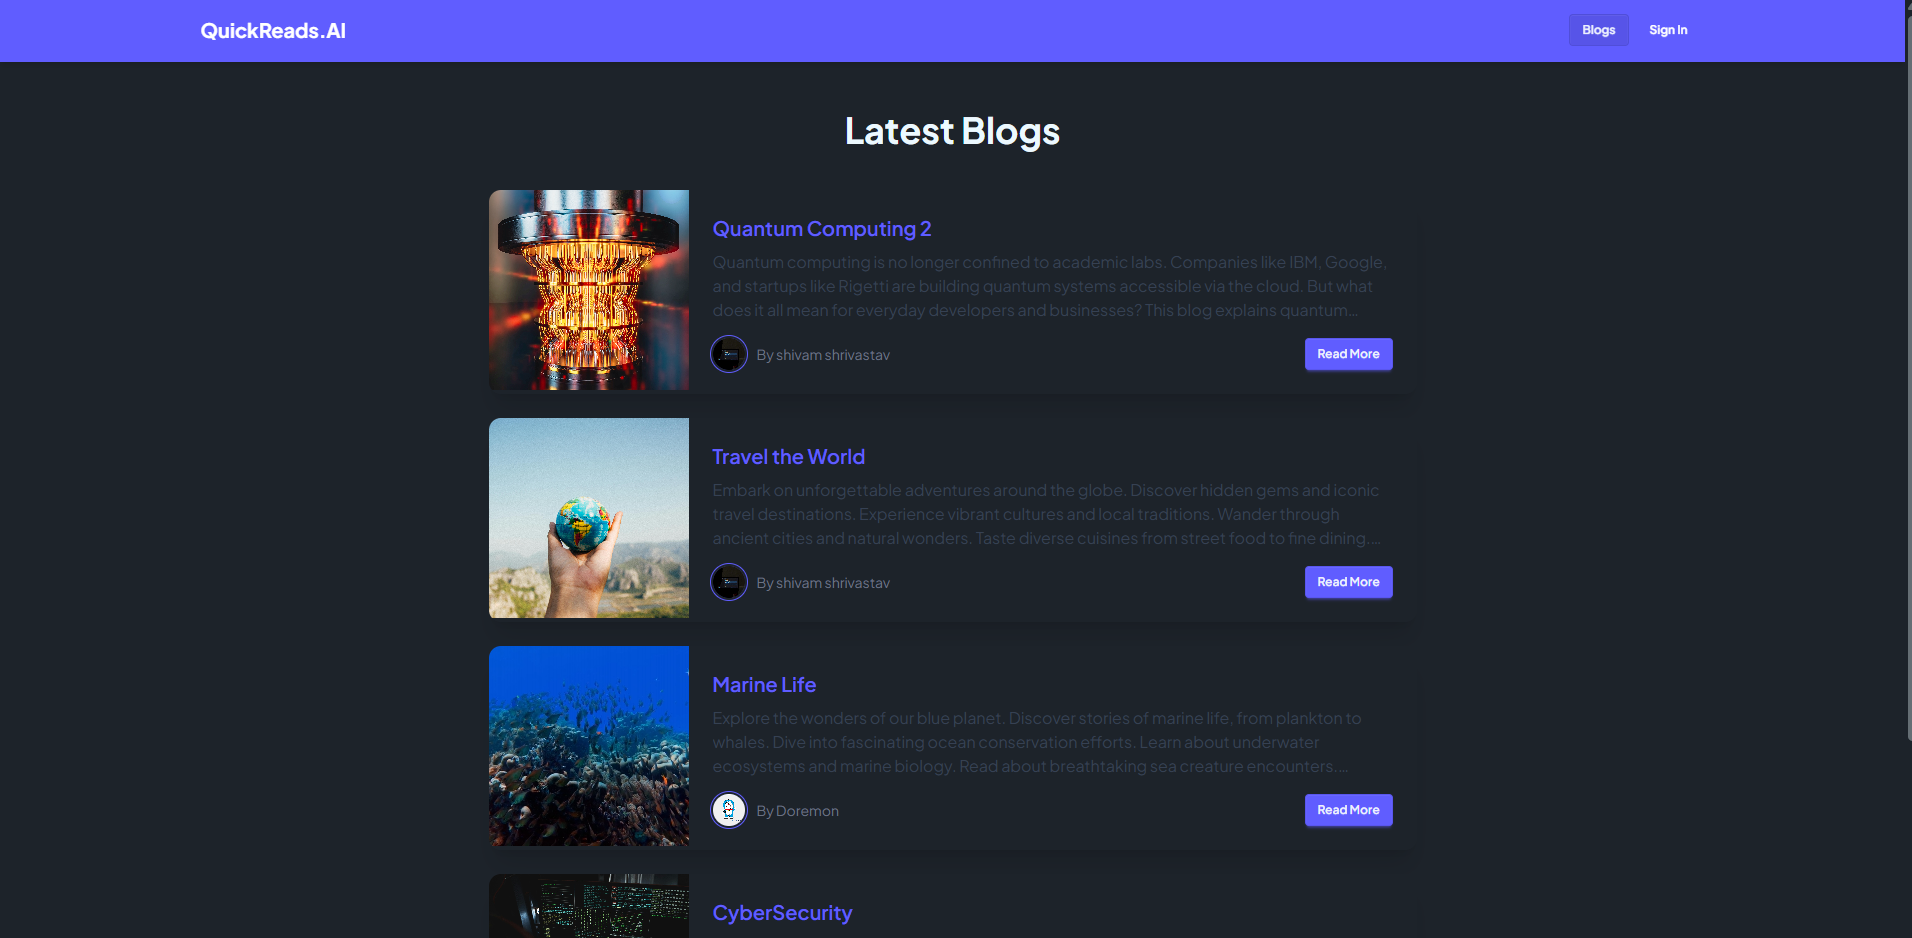 QuickReads.AI
Blogs
Sign In
Latest Blogs
Quantum Computing 2
Quantum computing is no longer confined to academic labs. Companies like IBM, Google,
and startups like Rigetti are building quantum systems accessible via the cloud. But what
does it all mean for everyday developers and businesses? This blog explains quantum...
By shivam shrivastav
Read More
Travel the World
Embark on unforgettable adventures around the globe. Discover hidden gems and iconic
travel destinations. Experience vibrant cultures and local traditions. Wander through
ancient cities and natural wonders. Taste diverse cuisines from street food to fine dining....
By shivam shrivastav
Read More
Marine Life
Explore the wonders of our blue planet. Discover stories of marine life, from plankton to
whales. Dive into fascinating ocean conservation efforts. Learn about underwater
ecosystems and marine biology. Read about breathtaking sea creature encounters....
By Doremon
Read More
CyberSecurity